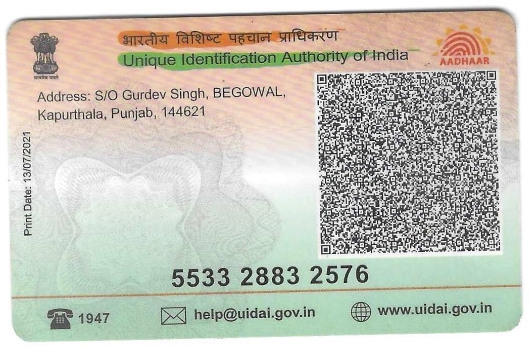 भारतीय विशिष्ट पहचान प्राधिकरण
Unique Identification Authority of India
AADHAAR
Address: S/O Gurdev Singh, BEGOWAL,
Kapurthala, Punjab, 144621
Print Date: 13/07/2021
5533 2883 2576
1947
help@uidai.gov.in
www.uidai.gov.in